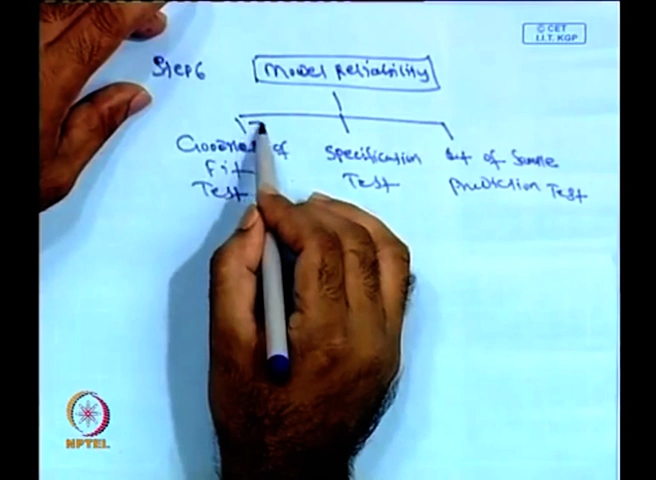 © CET
I.I.T. KGP
Step 6
Model Reliability
Goodness of
Fit
Test
Specification
Test
Out of Sample
prediction Test
NPTEL